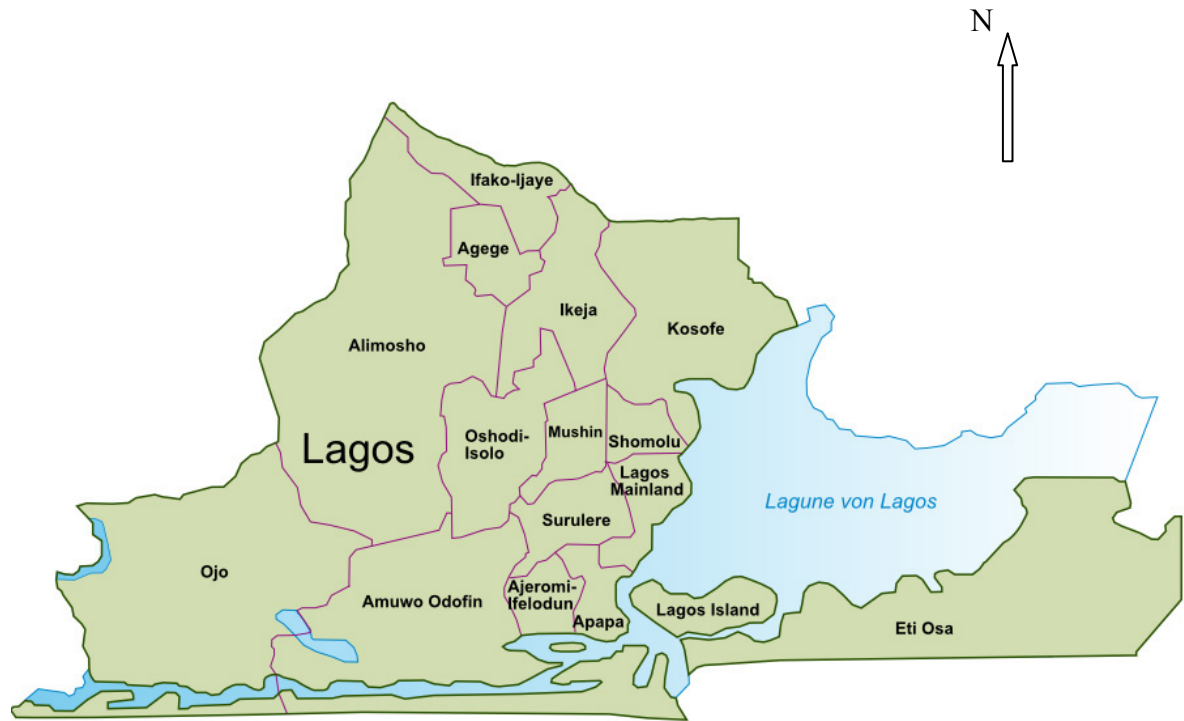 N
Ifako-Ijaye
Agege
Ikeja
Kosofe
Alimosho
Oshodi-
Isolo
Mushin
Shomolu
Lagos
Lagos
Mainland
Lagune von Lagos
Surulere
Ojo
Amuwo Odofin
Ajeromi-
Ifelodun
Apapa
Lagos Island
Eti Osa